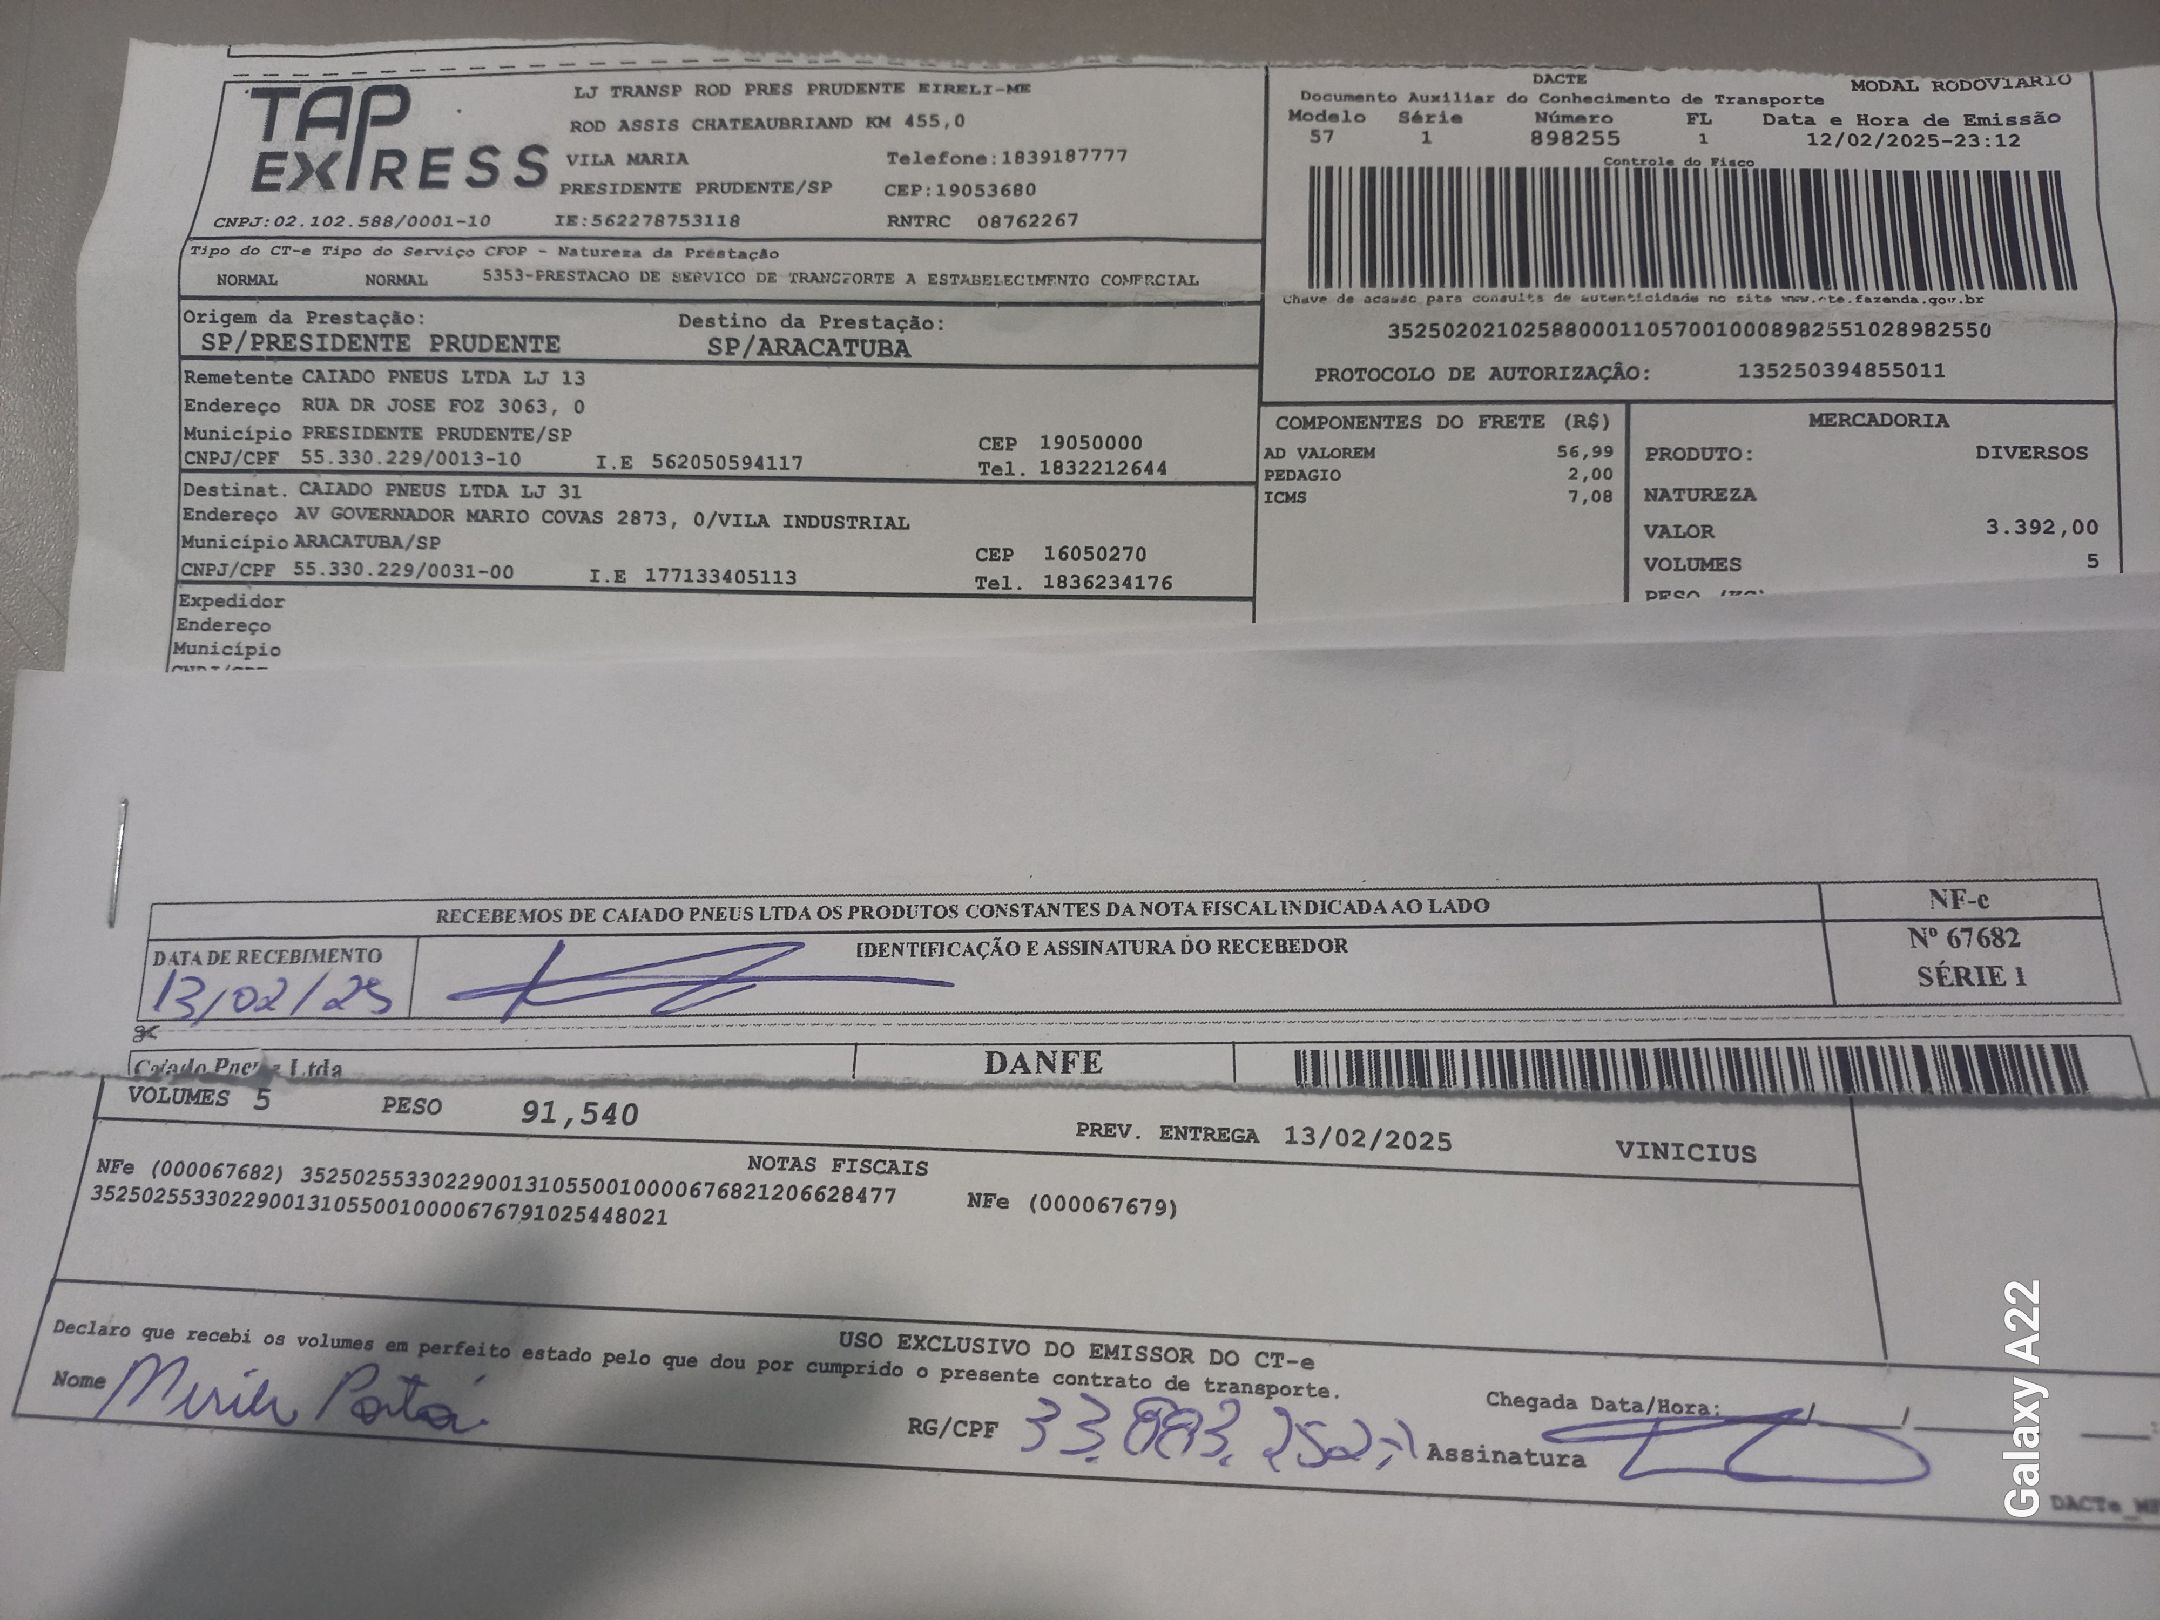 TAP EXPRESS
LJ TRANSP ROD PRES PRUDENTE EIRELI-ME
ROD ASSIS CHATEAUBRIAND KM 455,0
VILA MARIA Telefone:1839187777
PRESIDENTE PRUDENTE/SP CEP:19053680
CNPJ:02.102.588/0001-10 IE:562278753118 RNTRC 08762267
Tipo do CT-e Tipo do Serviço CFOP - Natureza da Prestação
NORMAL NORMAL 5353-PRESTACAO DE SERVICO DE TRANSPORTE A ESTABELECIMENTO COMERCIAL
Origem da Prestação: Destino da Prestação:
SP/PRESIDENTE PRUDENTE SP/ARACATUBA
Remetente CAIADO PNEUS LTDA LJ 13
Endereço RUA DR JOSE FOZ 3063, 0
Município PRESIDENTE PRUDENTE/SP CEP 19050000
CNPJ/CPF 55.330.229/0013-10 I.E 562050594117 Tel. 1832212644
Destinat. CAIADO PNEUS LTDA LJ 31
Endereço AV GOVERNADOR MARIO COVAS 2873, 0/VILA INDUSTRIAL
Município ARACATUBA/SP CEP 16050270
CNPJ/CPF 55.330.229/0031-00 I.E 177133405113 Tel. 1836234176
Expedidor
Endereço
Município
DACTE MODAL RODOVIARIO
Documento Auxiliar do Conhecimento de Transporte
Modelo Série Número FL Data e Hora de Emissão
57 1 898255 1 12/02/2025-23:12
Controle do Fisco
Chave de acesso para consulta de autenticidade no site www.cte.fazenda.gov.br
35250202102588000110570010008982551028982550
PROTOCOLO DE AUTORIZAÇÃO: 135250394855011
COMPONENTES DO FRETE (R$)
AD VALOREM 56,99
PEDAGIO 2,00
ICMS 7,08
MERCADORIA
PRODUTO: DIVERSOS
NATUREZA
VALOR 3.392,00
VOLUMES 5
RECEBEMOS DE CAIADO PNEUS LTDA OS PRODUTOS CONSTANTES DA NOTA FISCAL INDICADA AO LADO
NF-e
DATA DE RECEBIMENTO IDENTIFICAÇÃO E ASSINATURA DO RECEBEDOR
Nº 67682
13/02/25
SÉRIE 1
Caiado Pneus Ltda DANFE
VOLUMES 5 PESO 91,540 PREV. ENTREGA 13/02/2025 VINICIUS
NOTAS FISCAIS
NFe (000067682) 35250255330229001310550010000676821206628477 NFe (000067679)
35250255330229001310550010000676791025448021
USO EXCLUSIVO DO EMISSOR DO CT-e
Declaro que recebi os volumes em perfeito estado pelo que dou por cumprido o presente contrato de transporte.
Nome RG/CPF Chegada Data/Hora: / /
Assinatura
Galaxy A22